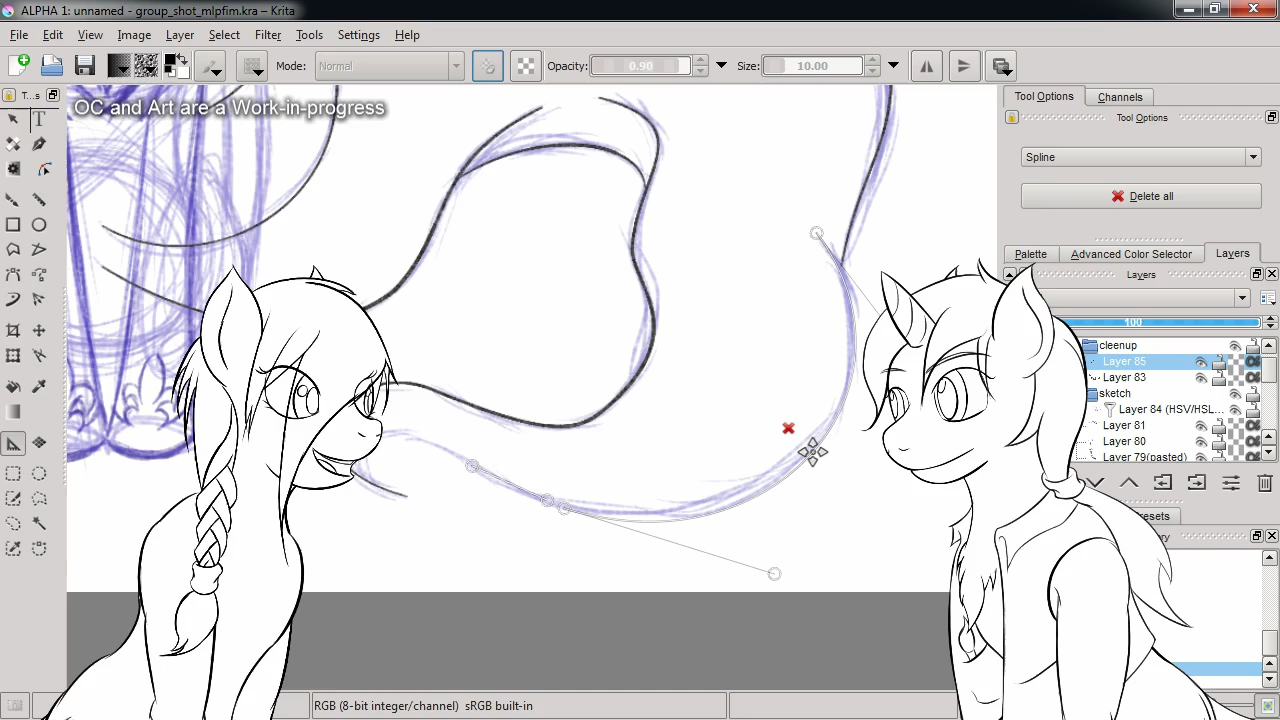 ALPHA 1: unnamed - group_shot_mlpfim.kra – Krita
File Edit View Image Layer Select Filter Tools Settings Help
Mode: Normal Opacity: 0.90 Size: 10.00
T...s
OC and Art are a Work-in-progress
Tool Options Channels
Tool Options
Spline
Delete all
Palette Advanced Color Selector Layers
Layers
100
cleenup
Layer 85
Layer 83
sketch
Layer 84 (HSV/HSL...
Layer 81
Layer 80
Layer 79(pasted)
RGB (8-bit integer/channel) sRGB built-in